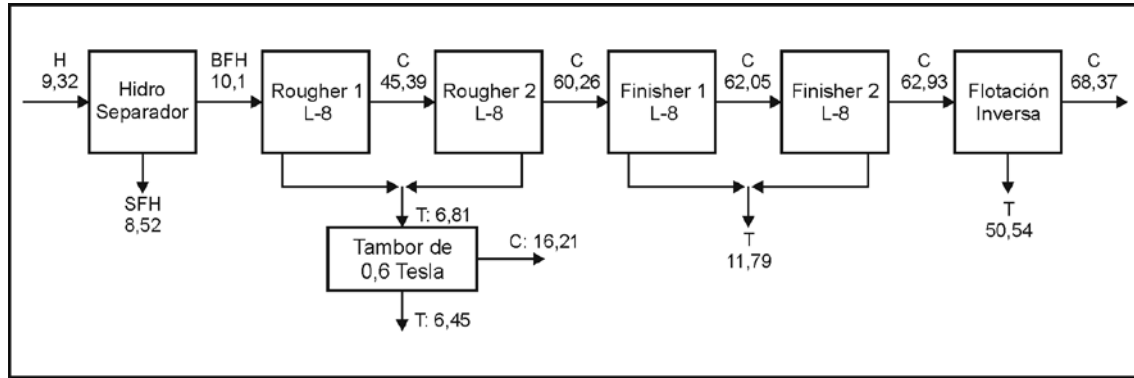 H
9,32
Hidro
Separador
BFH
10,1
Rougher 1
L-8
C
45,39
Rougher 2
L-8
C
60,26
Finisher 1
L-8
C
62,05
Finisher 2
L-8
C
62,93
Flotación
Inversa
C
68,37
SFH
8,52
T: 6,81
Tambor de
0,6 Tesla
C: 16,21
T: 6,45
T
11,79
T
50,54